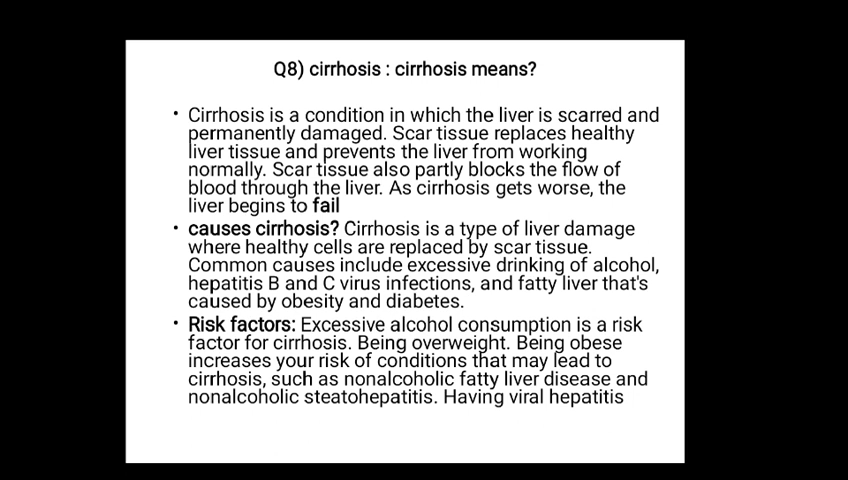 Q8) cirrhosis : cirrhosis means?
• Cirrhosis is a condition in which the liver is scarred and
permanently damaged. Scar tissue replaces healthy
liver tissue and prevents the liver from working
normally. Scar tissue also partly blocks the flow of
blood through the liver. As cirrhosis gets worse, the
liver begins to fail
• causes cirrhosis? Cirrhosis is a type of liver damage
where healthy cells are replaced by scar tissue.
Common causes include excessive drinking of alcohol,
hepatitis B and C virus infections, and fatty liver that's
caused by obesity and diabetes.
• Risk factors: Excessive alcohol consumption is a risk
factor for cirrhosis. Being overweight. Being obese
increases your risk of conditions that may lead to
cirrhosis, such as nonalcoholic fatty liver disease and
nonalcoholic steatohepatitis. Having viral hepatitis